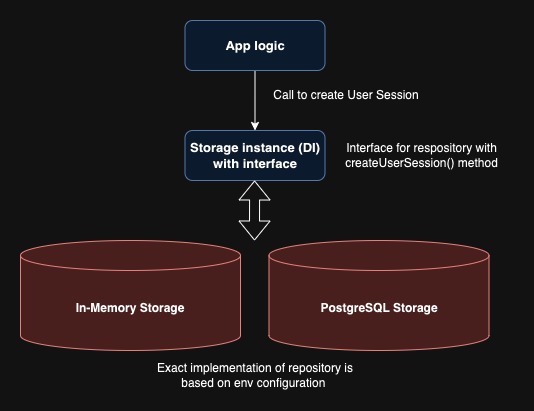 App logic
Call to create User Session
Storage instance (DI)
with interface
Interface for respository with
createUserSession() method
In-Memory Storage
PostgreSQL Storage
Exact implementation of repository is
based on env configuration